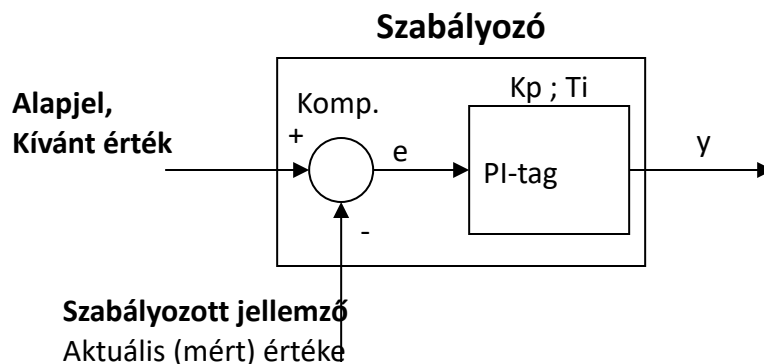 Szabályozó
Alapjel,
Kívánt érték
Komp.
Kp ; Ti
+
e
PI-tag
y
-
Szabályozott jellemző
Aktuális (mért) értéke